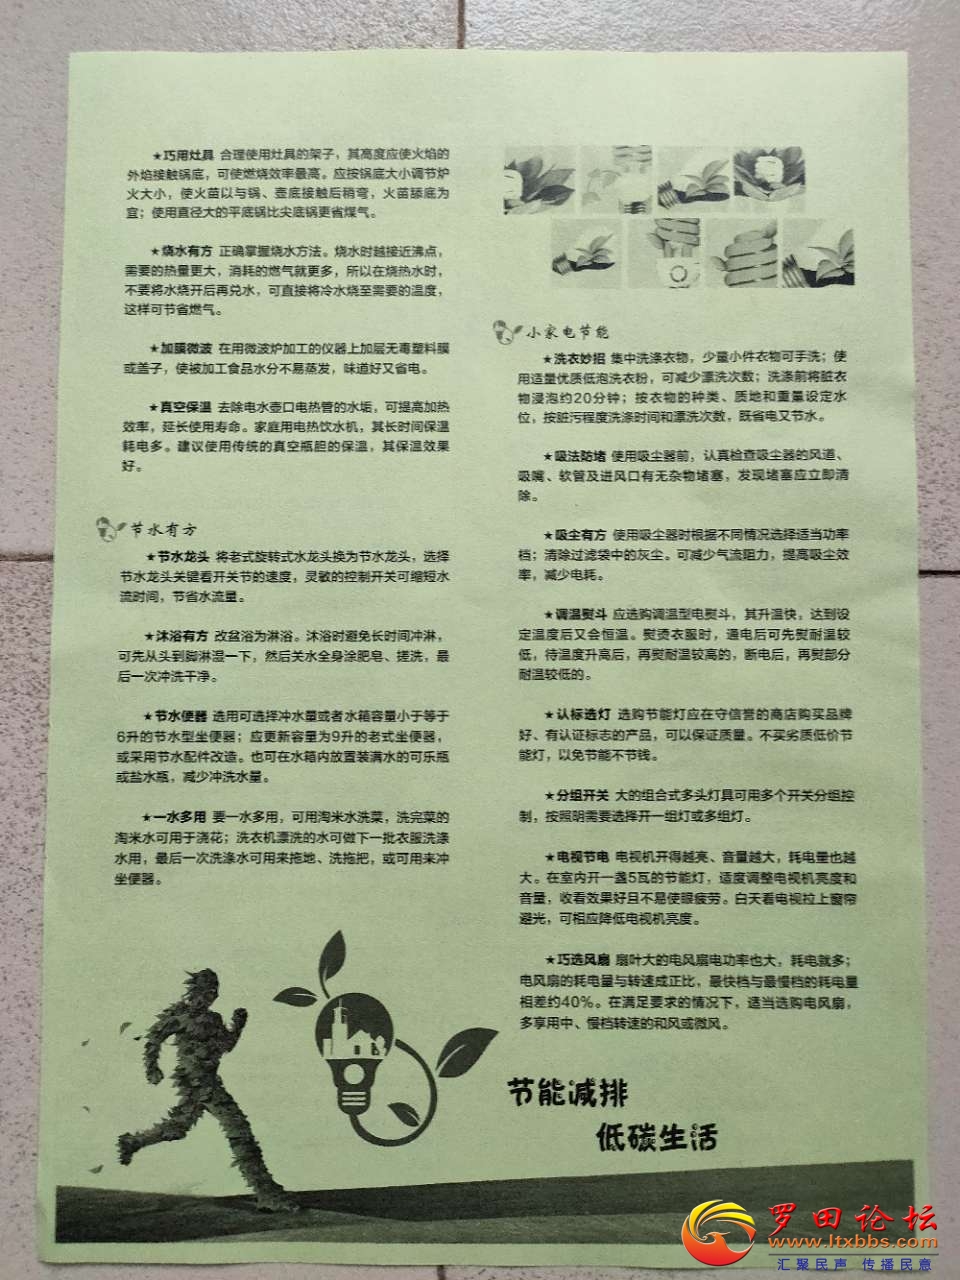 ★巧用灶具 合理使用灶具的架子，其高度应使火焰的
外焰接触锅底，可使燃烧效率最高。应按锅底大小调节炉
火大小，使火苗以与锅、壶底接触后稍弯，火苗舔底为
宜；使用直径大的平底锅比尖底锅更省煤气。
★烧水有方 正确掌握烧水方法。烧水时越接近沸点，
需要的热量更大，消耗的燃气就更多，所以在烧热水时，
不要将水烧开后再兑水，可直接将冷水烧至需要的温度，
这样可节省燃气。
★加膜微波 在用微波炉加工的仪器上加层无毒塑料膜
或盖子，使被加工食品水分不易蒸发，味道好又省电。
★真空保温 去除电水壶口电热管的水垢，可提高加热
效率，延长使用寿命。家庭用电热饮水机，其长时间保温
耗电多。建议使用传统的真空瓶胆的保温，其保温效果
好。
节水有方
★节水龙头 将老式旋转式水龙头换为节水龙头，选择
节水龙头关键看开关节的速度，灵敏的控制开关可缩短水
流时间，节省水流量。
★沐浴有方 改盆浴为淋浴。沐浴时避免长时间冲淋，
可先从头到脚淋湿一下，然后关水全身涂肥皂、搓洗，最
后一次冲洗干净。
★节水便器 选用可选择冲水量或者水箱容量小于等于
6升的节水型坐便器；应更新容量为9升的老式坐便器，
或采用节水配件改造。也可在水箱内放置装满水的可乐瓶
或盐水瓶，减少冲洗水量。
★一水多用 要一水多用，可用淘米水洗菜，洗完菜的
淘米水可用于浇花；洗衣机漂洗的水可做下一批衣服洗涤
水用，最后一次洗涤水可用来拖地、洗拖把，或可用来冲
坐便器。
小家电节能
★洗衣妙招 集中洗涤衣物，少量小件衣物可手洗；使
用适量优质低泡洗衣粉，可减少漂洗次数；洗涤前将脏衣
物浸泡约20分钟；按衣物的种类、质地和重量设定水
位，按脏污程度洗涤时间和漂洗次数，既省电又节水。
★吸法防堵 使用吸尘器前，认真检查吸尘器的风道、
吸嘴、软管及进风口有无杂物堵塞，发现堵塞应立即清
除。
★吸尘有方 使用吸尘器时根据不同情况选择适当功率
档；清除过滤袋中的灰尘。可减少气流阻力，提高吸尘效
率，减少电耗。
★调温熨斗 应选购调温型电熨斗，其升温快，达到设
定温度后又会恒温。熨烫衣服时，通电后可先熨耐温较
低，待温度升高后，再熨耐温较高的，断电后，再熨部分
耐温较低的。
★认标选灯 选购节能灯应在守信誉的商店购买品牌
好、有认证标志的产品，可以保证质量。不买劣质低价节
能灯，以免节能不节钱。
★分组开关 大的组合式多头灯具可用多个开关分组控
制，按照明需要选择开一组灯或多组灯。
★电视节电 电视机开得越亮、音量越大，耗电量也越
大。在室内开一盏5瓦的节能灯，适度调整电视机亮度和
音量，收看效果好且不易使眼疲劳。白天看电视拉上窗帘
避光，可相应降低电视机亮度。
★巧选风扇 扇叶大的电风扇电功率也大，耗电就多；
电风扇的耗电量与转速成正比，最快档与最慢档的耗电量
相差约40%。在满足要求的情况下，适当选购电风扇，
多享用中、慢档转速的和风或微风。
节能减排
低碳生活
罗田论坛
www.ltxbbs.com
汇聚民声 传播民意